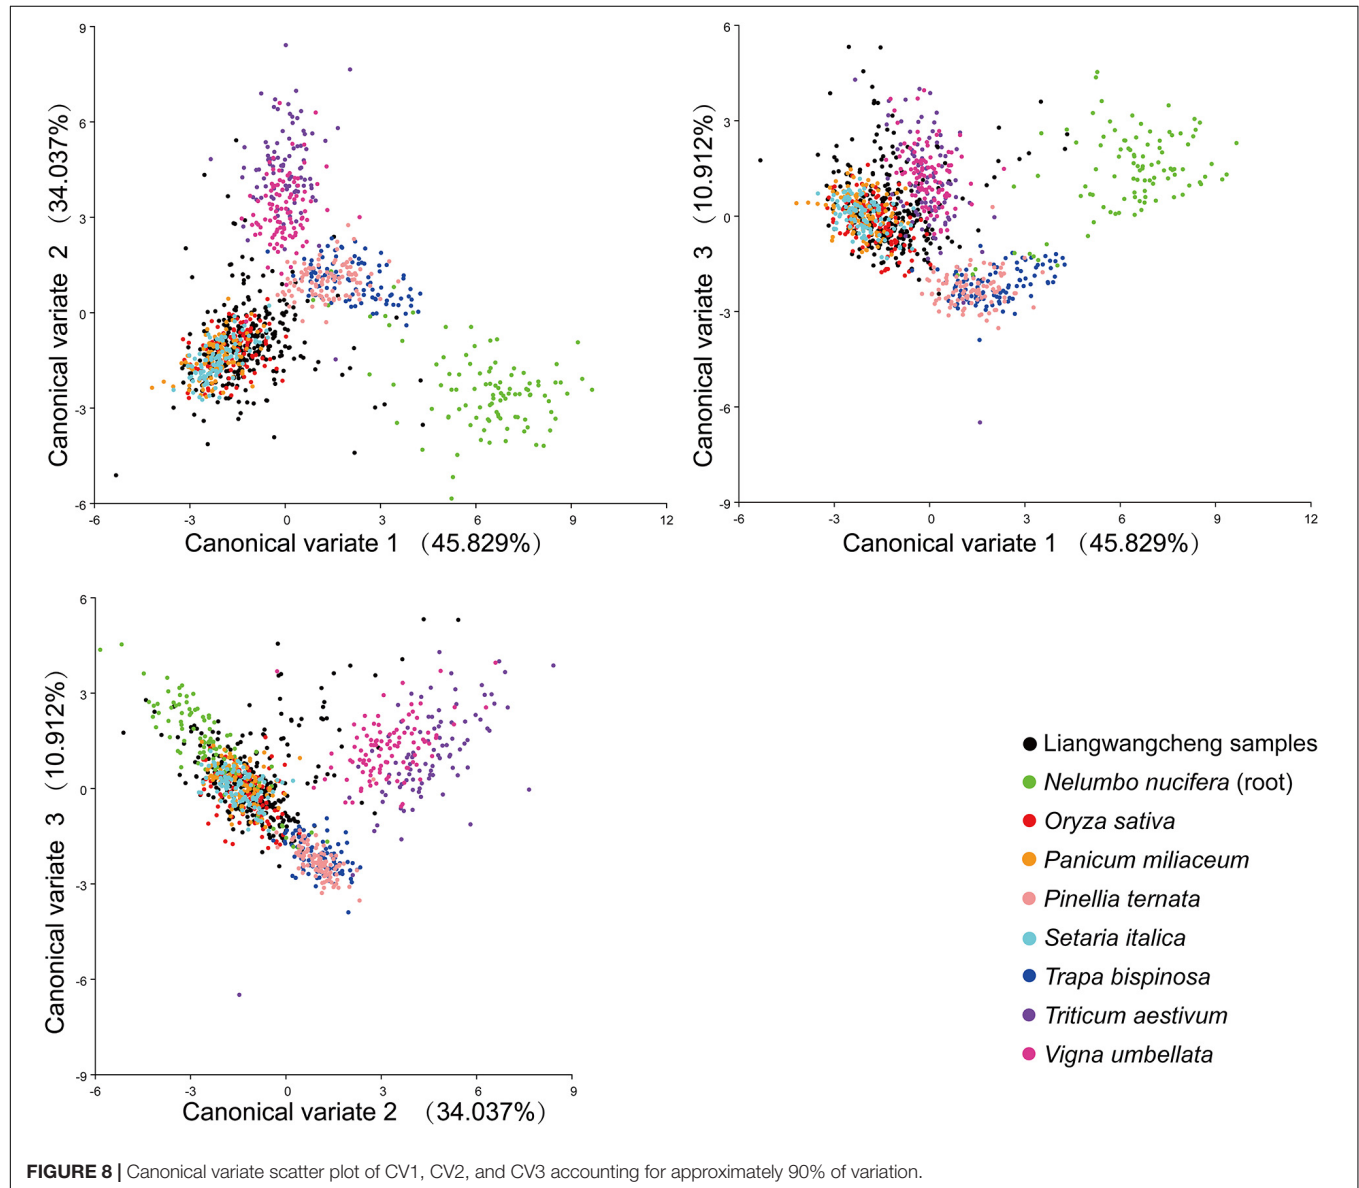 9
6
3
0
-3
-6
-6 -3 0 3 6 9 12
Canonical variate 2 （34.037%）
Canonical variate 1 （45.829%）
6
3
0
-3
-6
-9
-6 -3 0 3 6 9 12
Canonical variate 3 （10.912%）
Canonical variate 1 （45.829%）
6
3
0
-3
-6
-9
-6 -3 0 3 6 9
Canonical variate 3 （10.912%）
Canonical variate 2 （34.037%）
Liangwangcheng samples
Nelumbo nucifera (root)
Oryza sativa
Panicum miliaceum
Pinellia ternata
Setaria italica
Trapa bispinosa
Triticum aestivum
Vigna umbellata
FIGURE 8 | Canonical variate scatter plot of CV1, CV2, and CV3 accounting for approximately 90% of variation.